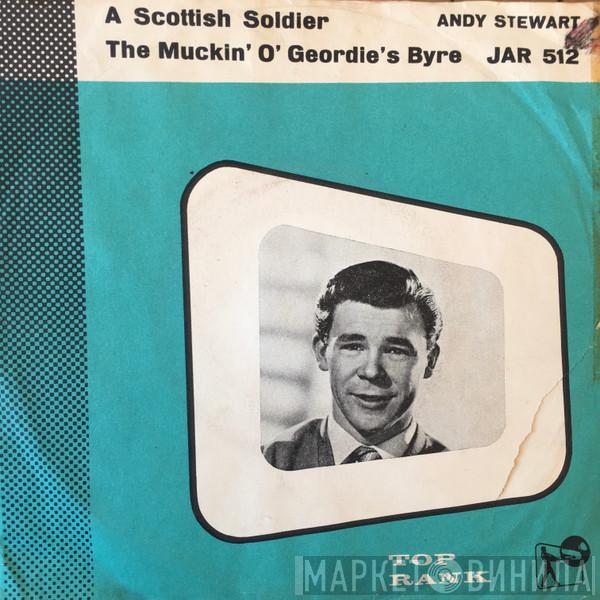 A Scottish Soldier ANDY STEWART
The Muckin' O' Geordie's Byre JAR 512
TOP
RANK
МАРКЕТ ВИНИЛА